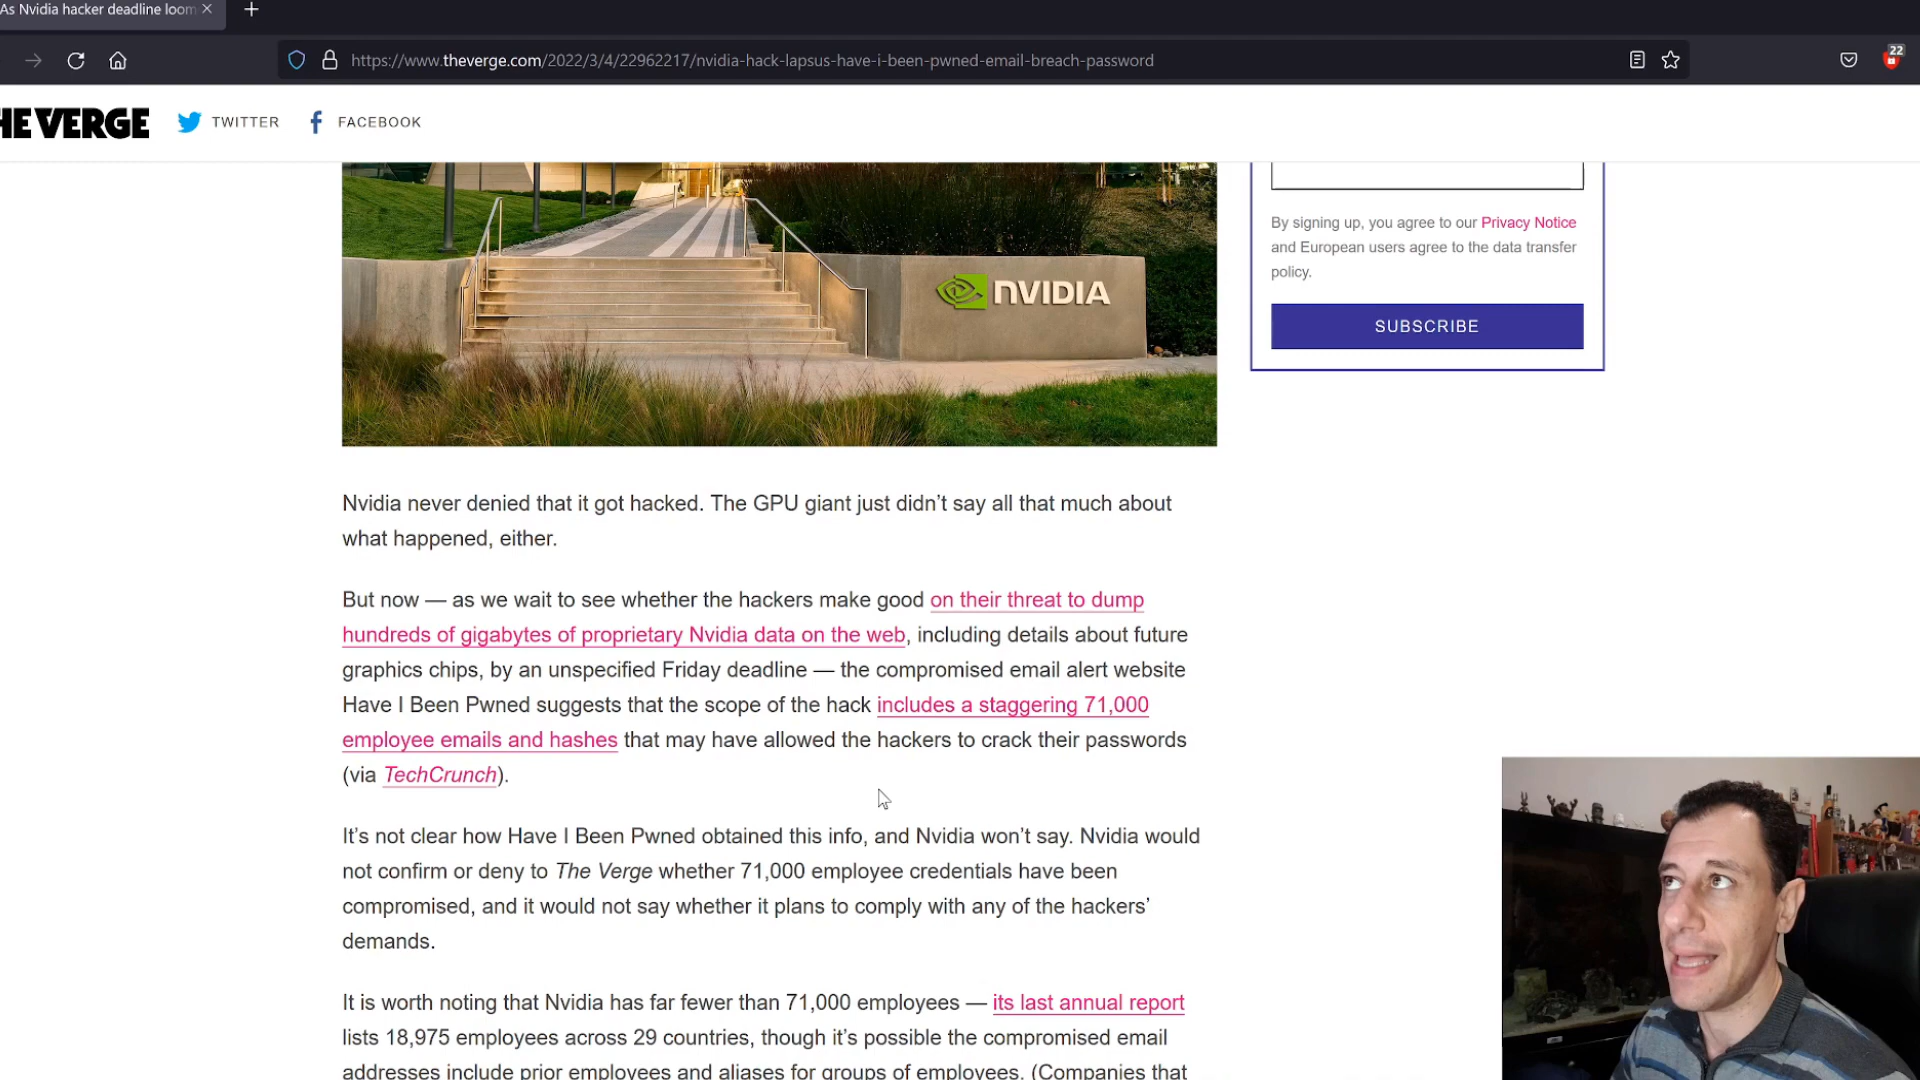 As Nvidia hacker deadline loom
22
https://www.theverge.com/2022/3/4/22962217/nvidia-hack-lapsus-have-i-been-pwned-email-breach-password
HE VERGE TWITTER FACEBOOK
NVIDIA
By signing up, you agree to our Privacy Notice
and European users agree to the data transfer
policy.
SUBSCRIBE
Nvidia never denied that it got hacked. The GPU giant just didn’t say all that much about
what happened, either.
But now — as we wait to see whether the hackers make good on their threat to dump
hundreds of gigabytes of proprietary Nvidia data on the web, including details about future
graphics chips, by an unspecified Friday deadline — the compromised email alert website
Have I Been Pwned suggests that the scope of the hack includes a staggering 71,000
employee emails and hashes that may have allowed the hackers to crack their passwords
(via TechCrunch).
It’s not clear how Have I Been Pwned obtained this info, and Nvidia won’t say. Nvidia would
not confirm or deny to The Verge whether 71,000 employee credentials have been
compromised, and it would not say whether it plans to comply with any of the hackers’
demands.
It is worth noting that Nvidia has far fewer than 71,000 employees — its last annual report
lists 18,975 employees across 29 countries, though it’s possible the compromised email
addresses include prior employees and aliases for groups of employees. (Companies that